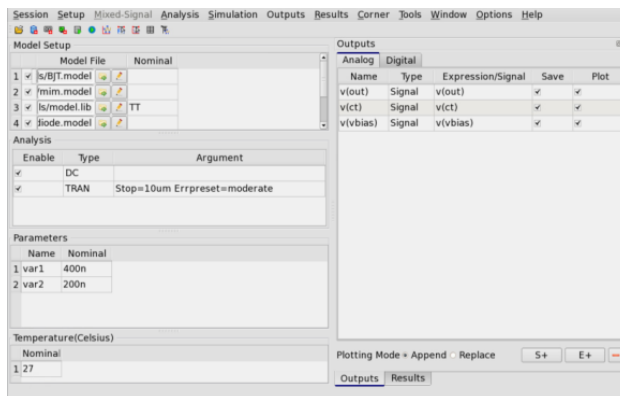 Session Setup Mixed-Signal Analysis Simulation Outputs Results Corner Tools Window Options Help
Model Setup
Model File Nominal
1 ls/BJT.model
2 /mim.model
3 ls/model.lib TT
4 diode.model
Analysis
Enable Type Argument
DC
TRAN Stop=10um Errpreset=moderate
Parameters
Name Nominal
1 var1 400n
2 var2 200n
Temperature(Celsius)
Nominal
1 27
Outputs
Analog Digital
Name Type Expression/Signal Save Plot
v(out) Signal v(out)
v(ct) Signal v(ct)
v(vbias) Signal v(vbias)
Plotting Mode Append Replace S+ E+
Outputs Results